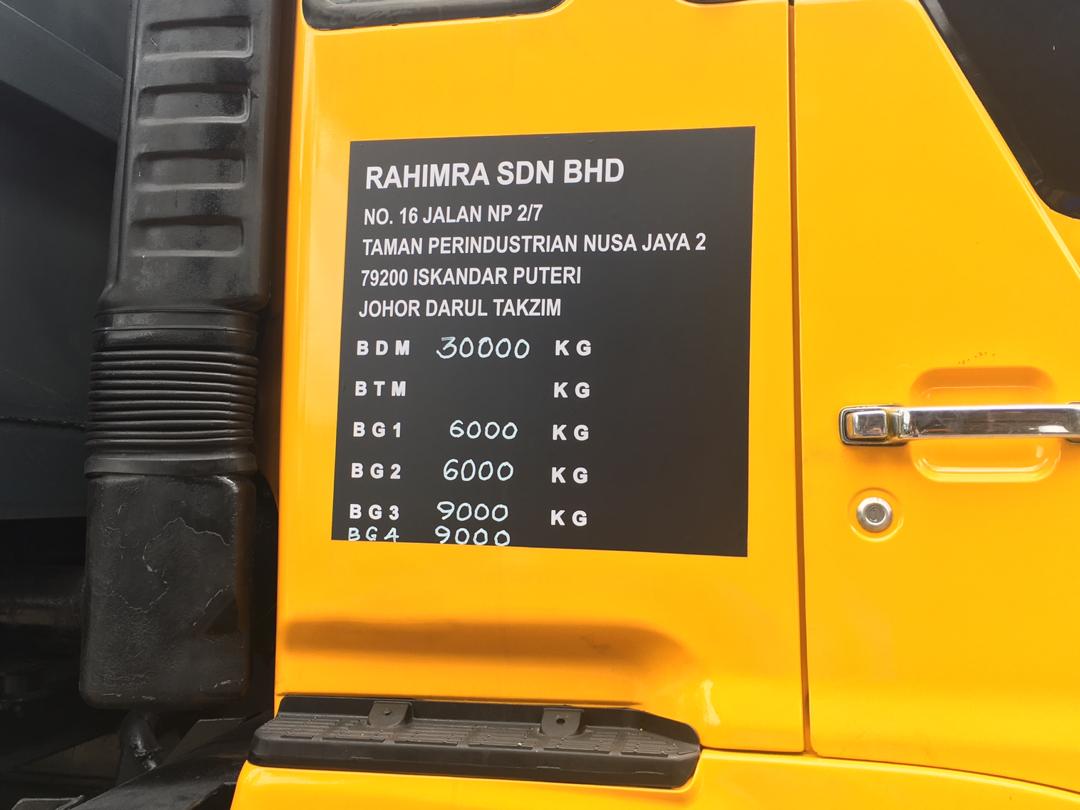 RAHIMRA SDN BHD
NO. 16 JALAN NP 2/7
TAMAN PERINDUSTRIAN NUSA JAYA 2
79200 ISKANDAR PUTERI
JOHOR DARUL TAKZIM
BDM 30000 KG
BTM KG
BG1 6000 KG
BG2 6000 KG
BG3 9000 KG
BG4 9000